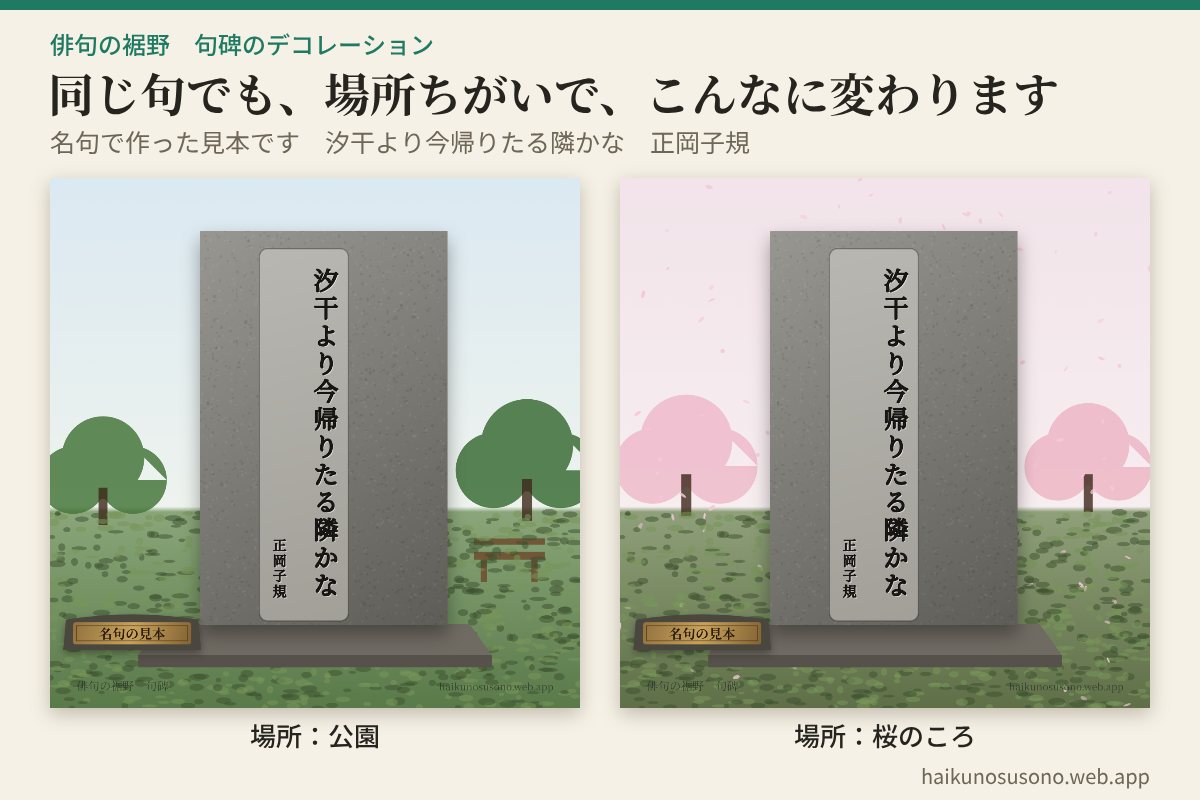 俳句の裾野　句碑のデコレーション
同じ句でも、場所ちがいで、こんなに変わります
名句で作った見本です　汐干より今帰りたる隣かな　正岡子規
汐干より今帰りたる隣かな
正岡子規
名句の見本
俳句の裾野　句碑
haikunosusono.web.app
場所：公園
汐干より今帰りたる隣かな
正岡子規
名句の見本
俳句の裾野　句碑
haikunosusono.web.app
場所：桜のころ
haikunosusono.web.app